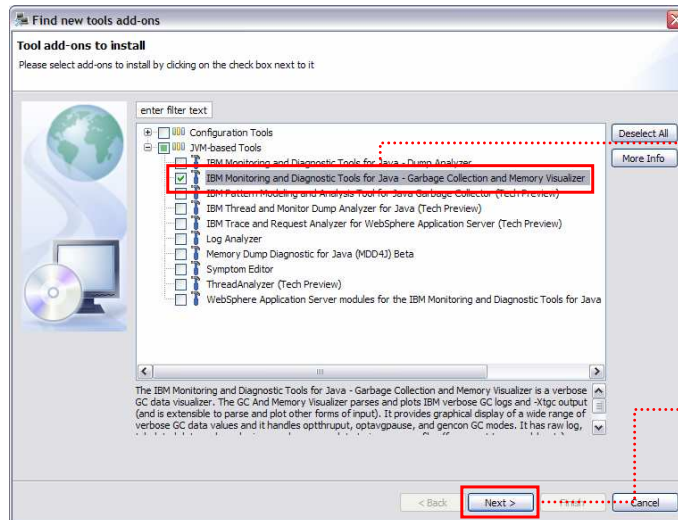 Find new tools add-ons
Tool add-ons to install
Please select add-ons to install by clicking on the check box next to it
enter filter text
Configuration Tools
JVM-based Tools
IBM Monitoring and Diagnostic Tools for Java - Dump Analyzer
IBM Monitoring and Diagnostic Tools for Java - Garbage Collection and Memory Visualizer
IBM Pattern Modeling and Analysis Tool for Java Garbage Collector (Tech Preview)
IBM Thread and Monitor Dump Analyzer for Java (Tech Preview)
IBM Trace and Request Analyzer for WebSphere Application Server (Tech Preview)
Log Analyzer
Memory Dump Diagnostic for Java (MDD4J) Beta
Symptom Editor
ThreadAnalyzer (Tech Preview)
WebSphere Application Server modules for the IBM Monitoring and Diagnostic Tools for Java
Deselect All
More Info
The IBM Monitoring and Diagnostic Tools for Java - Garbage Collection and Memory Visualizer is a verbose
GC data visualizer. The GC And Memory Visualizer parses and plots IBM verbose GC logs and -Xtgc output
(and is extensible to parse and plot other forms of input). It provides graphical display of a wide range of
verbose GC data values and it handles optthruput, optavgpause, and gencon GC modes. It has raw log,
< Back
Next >
Finish
Cancel